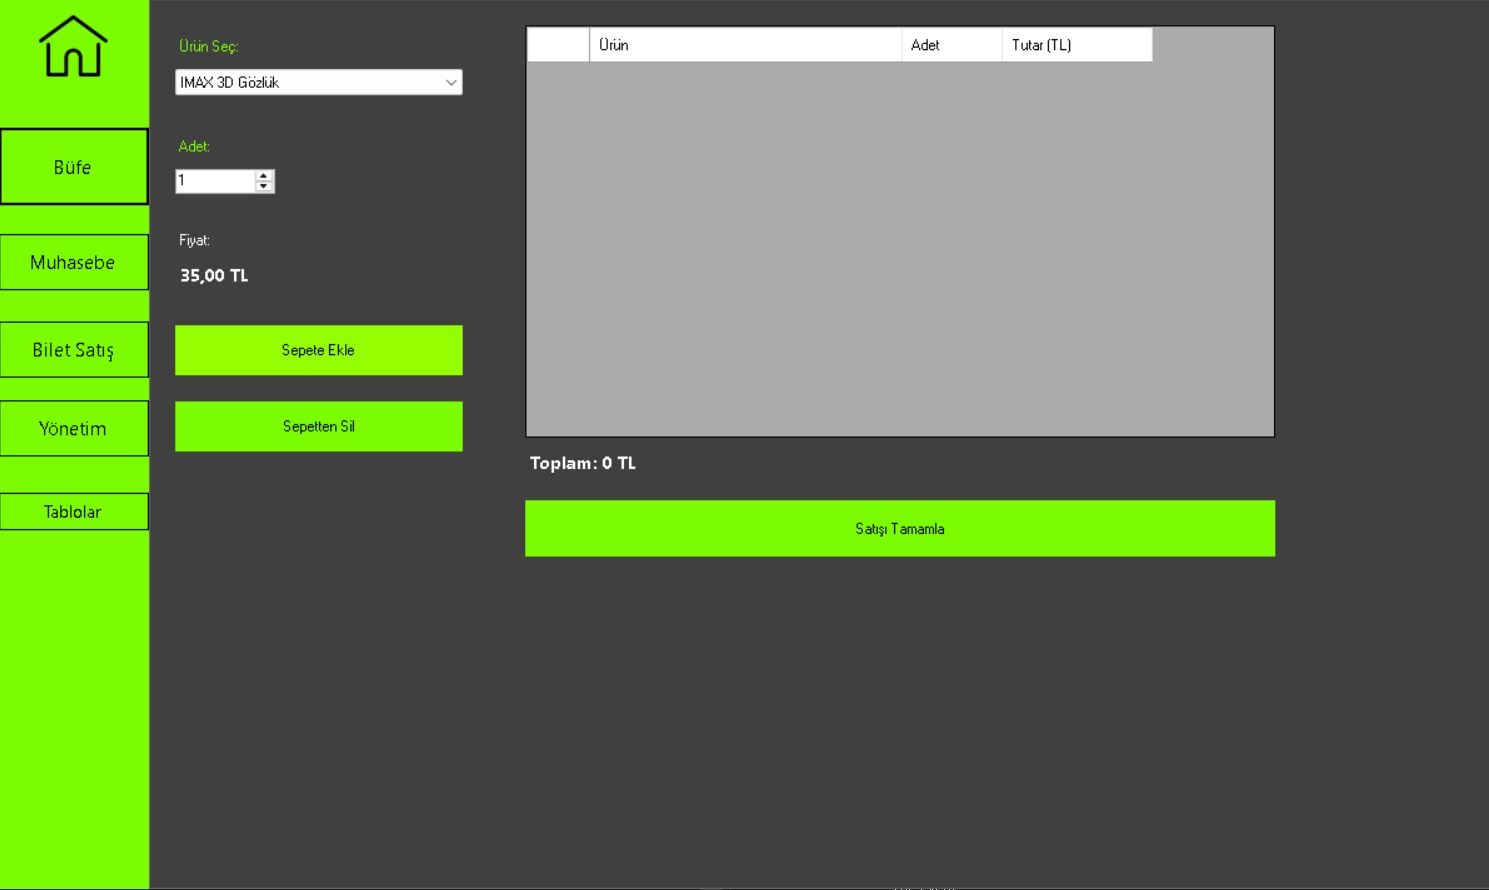 Büfe
Muhasebe
Bilet Satış
Yönetim
Tablolar
Ürün Seç:
IMAX 3D Gözlük
Adet:
1
Fiyat:
35,00 TL
Sepete Ekle
Sepetten Sil
Ürün Adet Tutar (TL)
Toplam: 0 TL
Satışı Tamamla